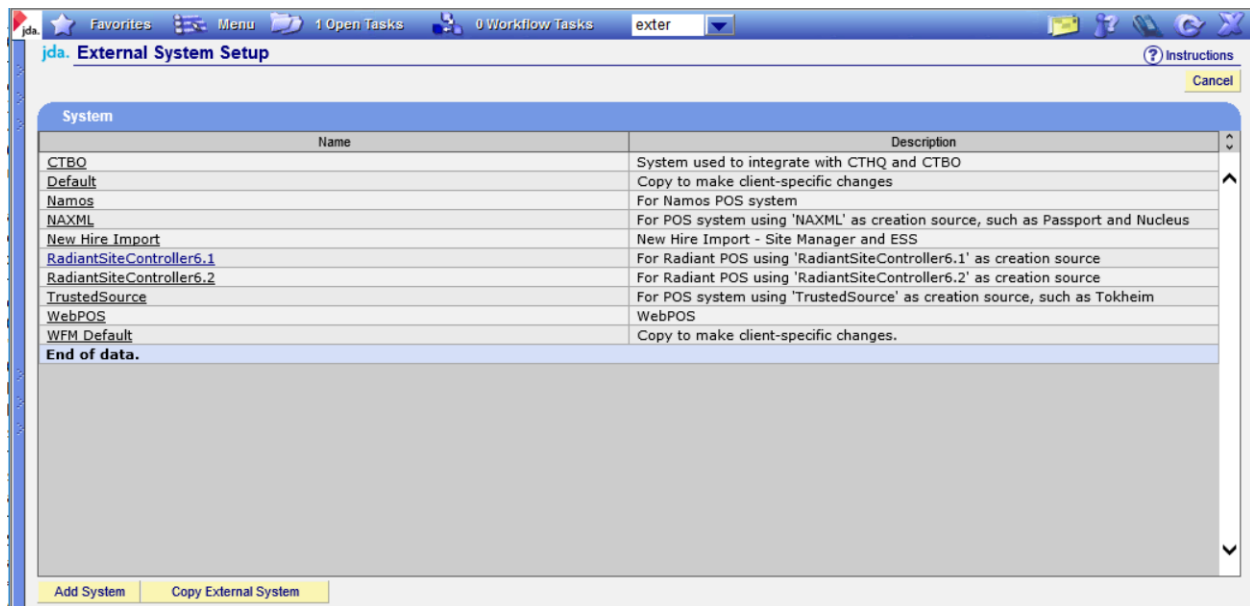 jda. Favorites Menu 1 Open Tasks 0 Workflow Tasks exter
jda. External System Setup
? Instructions
Cancel
System
Name Description
CTBO System used to integrate with CTHQ and CTBO
Default Copy to make client-specific changes
Namos For Namos POS system
NAXML For POS system using 'NAXML' as creation source, such as Passport and Nucleus
New Hire Import New Hire Import - Site Manager and ESS
RadiantSiteController6.1 For Radiant POS using 'RadiantSiteController6.1' as creation source
RadiantSiteController6.2 For Radiant POS using 'RadiantSiteController6.2' as creation source
TrustedSource For POS system using 'TrustedSource' as creation source, such as Tokheim
WebPOS WebPOS
WFM Default Copy to make client-specific changes.
End of data.
Add System Copy External System